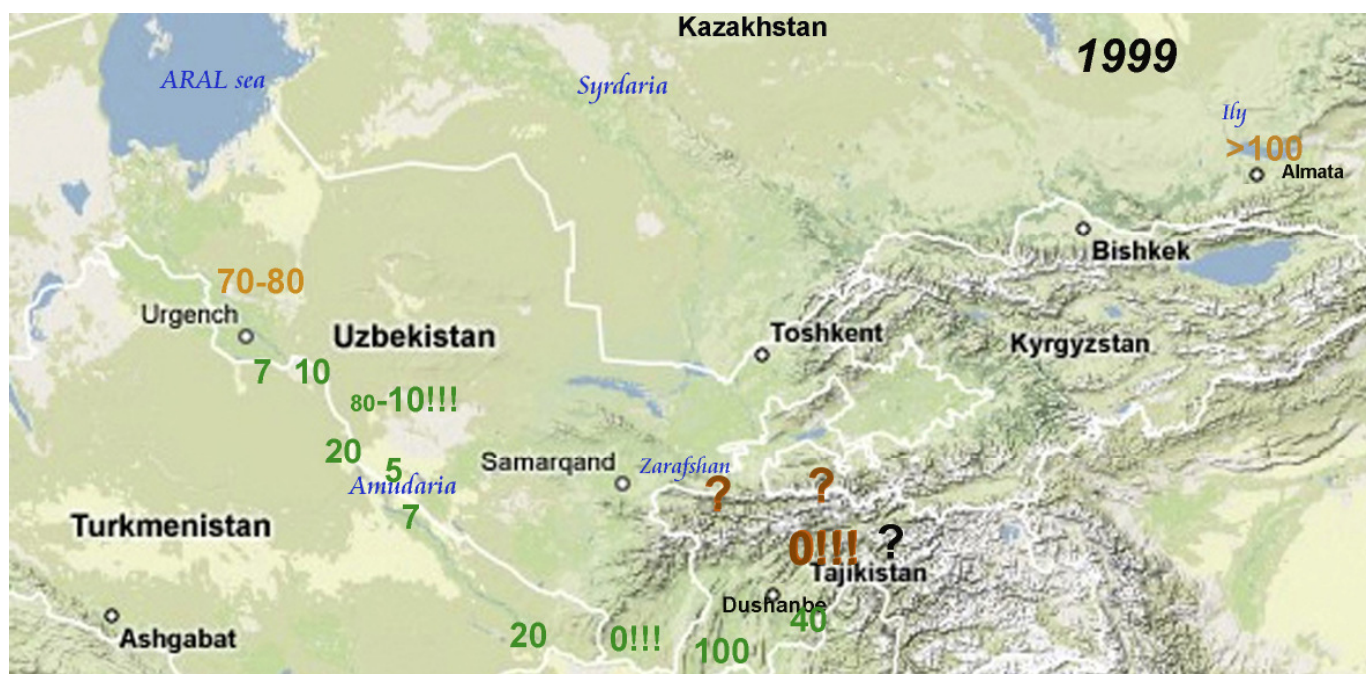 Kazakhstan
1999
ARAL sea
Syrdaria
Ily
>100
Almata
Bishkek
70-80
Urgench
Uzbekistan
Toshkent
Kyrgyzstan
7
10
80-10!!!
20
5
Samarqand
Zarafshan
Amudaria
?
?
7
Turkmenistan
0!!!
?
Tajikistan
Dushanbe
40
Ashgabat
20
0!!!
100